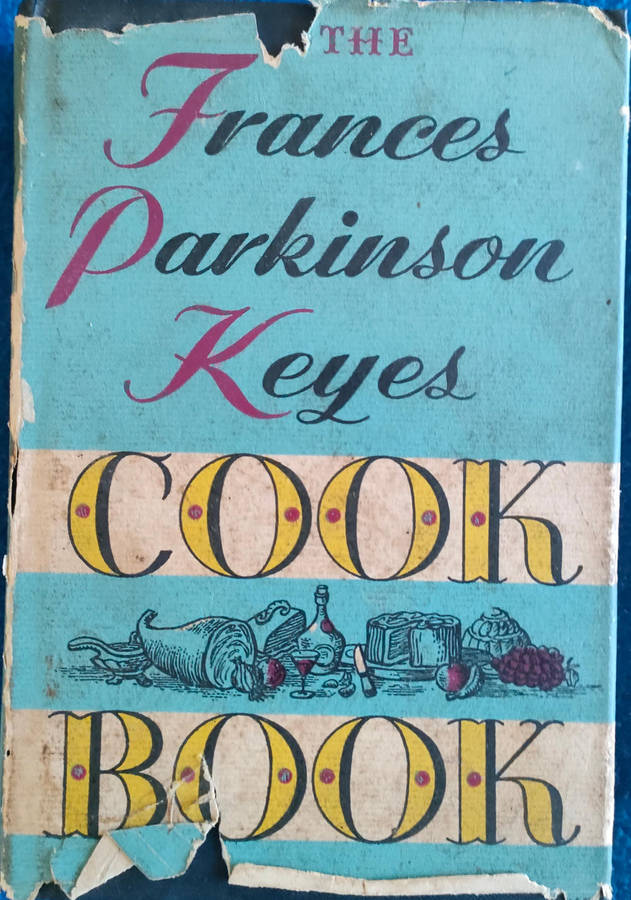 THE
Frances
Parkinson
Keyes
COOK
BOOK